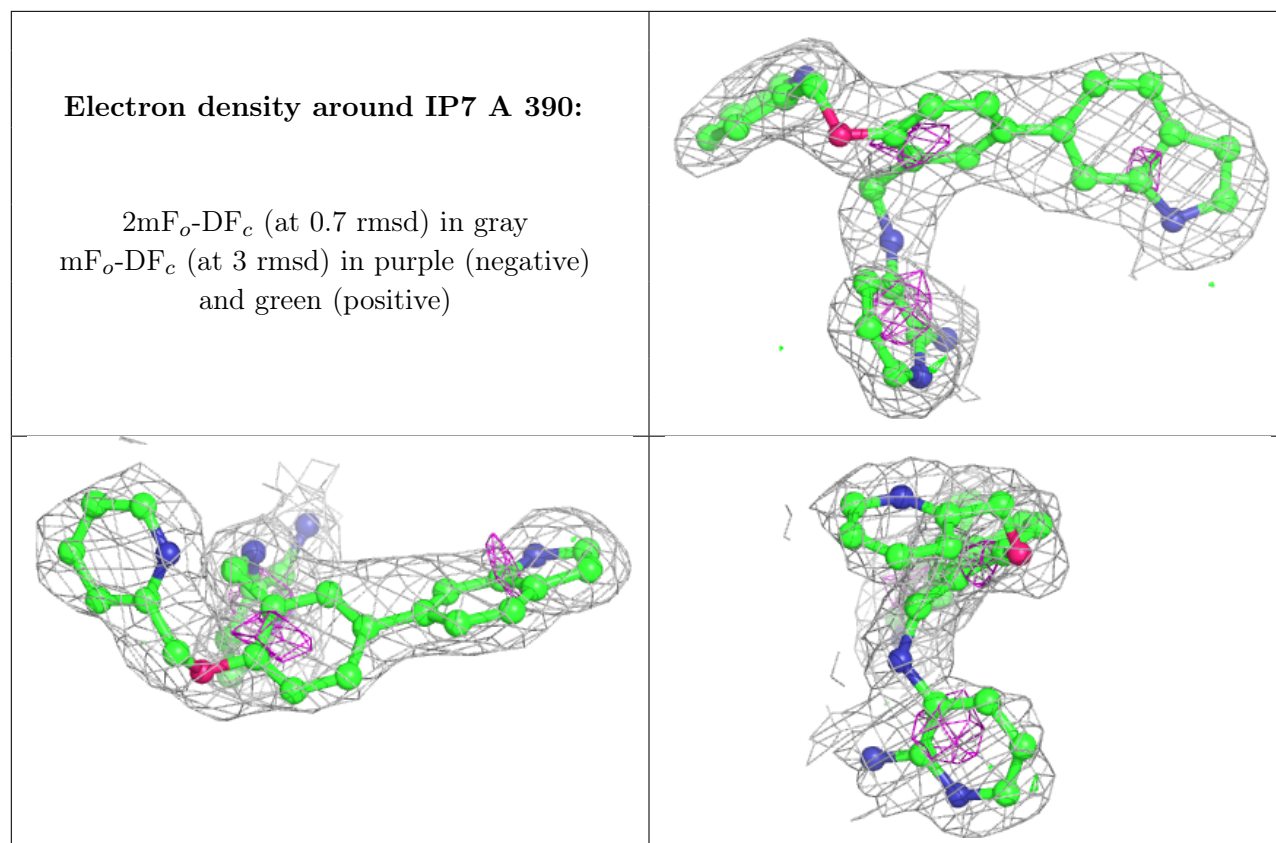 Electron density around IP7 A 390:
2mFo-DFc (at 0.7 rmsd) in gray
mFo-DFc (at 3 rmsd) in purple (negative)
and green (positive)